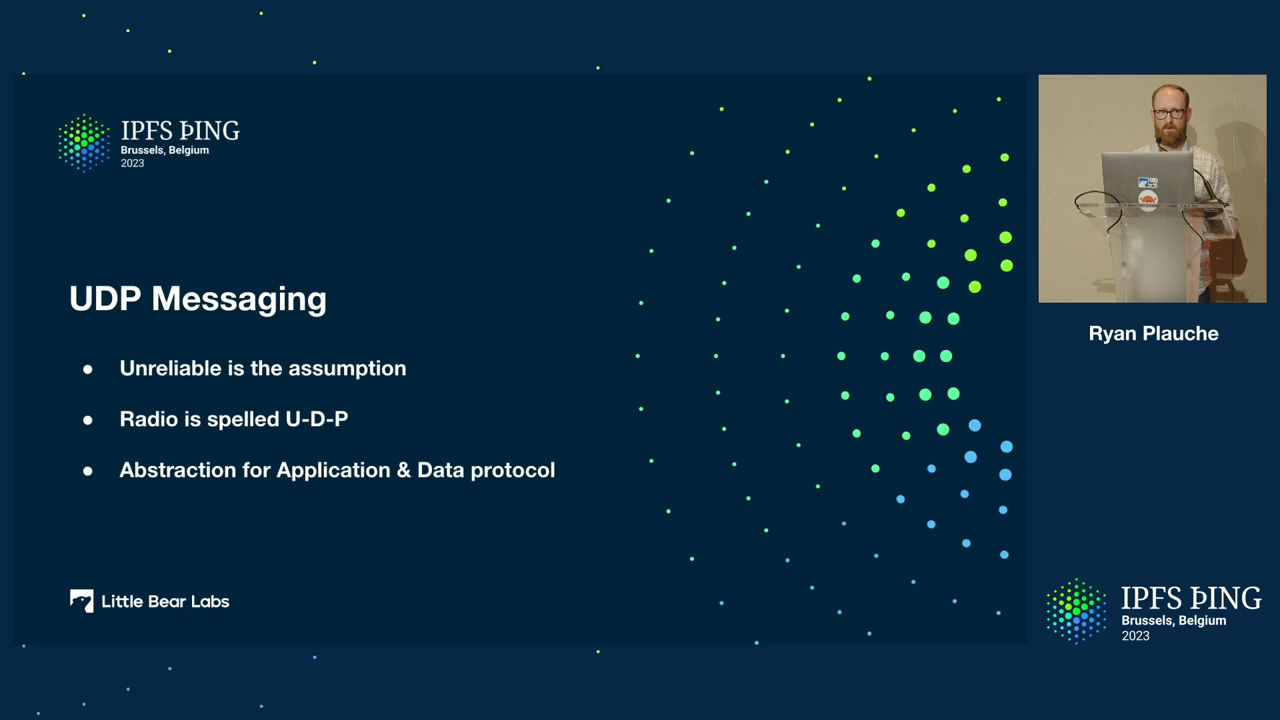 IPFS ÞING
Brussels, Belgium
2023
UDP Messaging
● Unreliable is the assumption
● Radio is spelled U-D-P
● Abstraction for Application & Data protocol
Little Bear Labs
Ryan Plauche
IPFS ÞING
Brussels, Belgium
2023